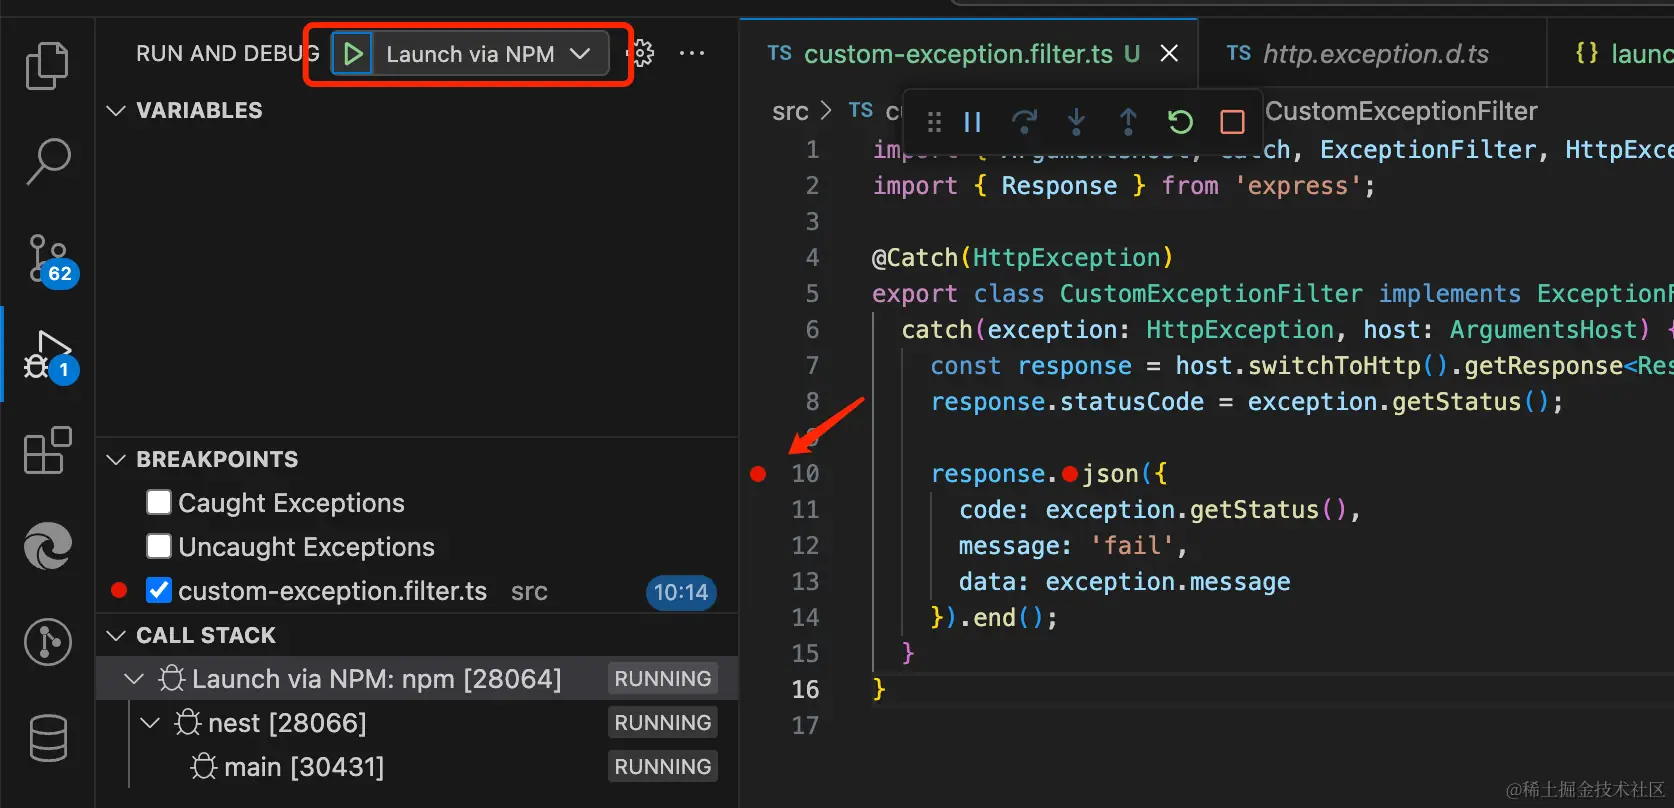 RUN AND DEBUG
Launch via NPM
VARIABLES
62
1
BREAKPOINTS
Caught Exceptions
Uncaught Exceptions
custom-exception.filter.ts src 10:14
CALL STACK
Launch via NPM: npm [28064] RUNNING
nest [28066] RUNNING
main [30431] RUNNING
TS custom-exception.filter.ts U
TS http.exception.d.ts
{} launc
src > TS cu CustomExceptionFilter
1 import { ArgumentsHost, Catch, ExceptionFilter, HttpExce
2 import { Response } from 'express';
3
4 @Catch(HttpException)
5 export class CustomExceptionFilter implements ExceptionF
6 catch(exception: HttpException, host: ArgumentsHost) {
7 const response = host.switchToHttp().getResponse<Res
8 response.statusCode = exception.getStatus();
9
10 response.json({
11 code: exception.getStatus(),
12 message: 'fail',
13 data: exception.message
14 }).end();
15 }
16 }
17
@稀土掘金技术社区